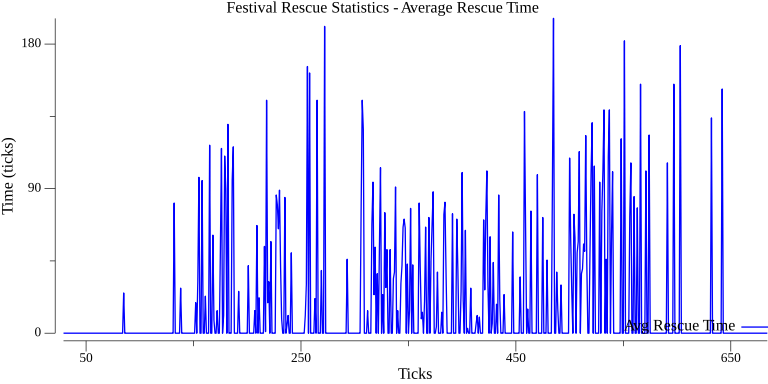 Festival Rescue Statistics - Average Rescue Time
Time (ticks)
180
90
0
Avg Rescue Time
50 250 450 650
Ticks